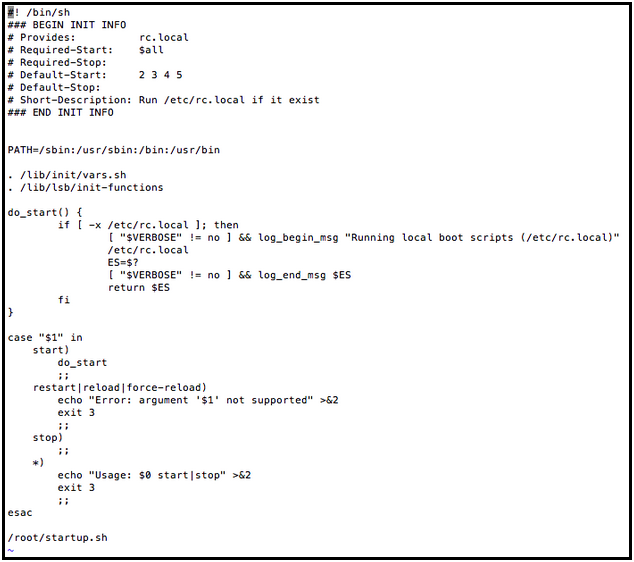 #! /bin/sh
### BEGIN INIT INFO
# Provides:          rc.local
# Required-Start:    $all
# Required-Stop:
# Default-Start:     2 3 4 5
# Default-Stop:
# Short-Description: Run /etc/rc.local if it exist
### END INIT INFO


PATH=/sbin:/usr/sbin:/bin:/usr/bin

. /lib/init/vars.sh
. /lib/lsb/init-functions

do_start() {
        if [ -x /etc/rc.local ]; then
                [ "$VERBOSE" != no ] && log_begin_msg "Running local boot scripts (/etc/rc.local)"
                /etc/rc.local
                ES=$?
                [ "$VERBOSE" != no ] && log_end_msg $ES
                return $ES
        fi
}

case "$1" in
    start)
        do_start
        ;;
    restart|reload|force-reload)
        echo "Error: argument '$1' not supported" >&2
        exit 3
        ;;
    stop)
        ;;
    *)
        echo "Usage: $0 start|stop" >&2
        exit 3
        ;;
esac

/root/startup.sh
~